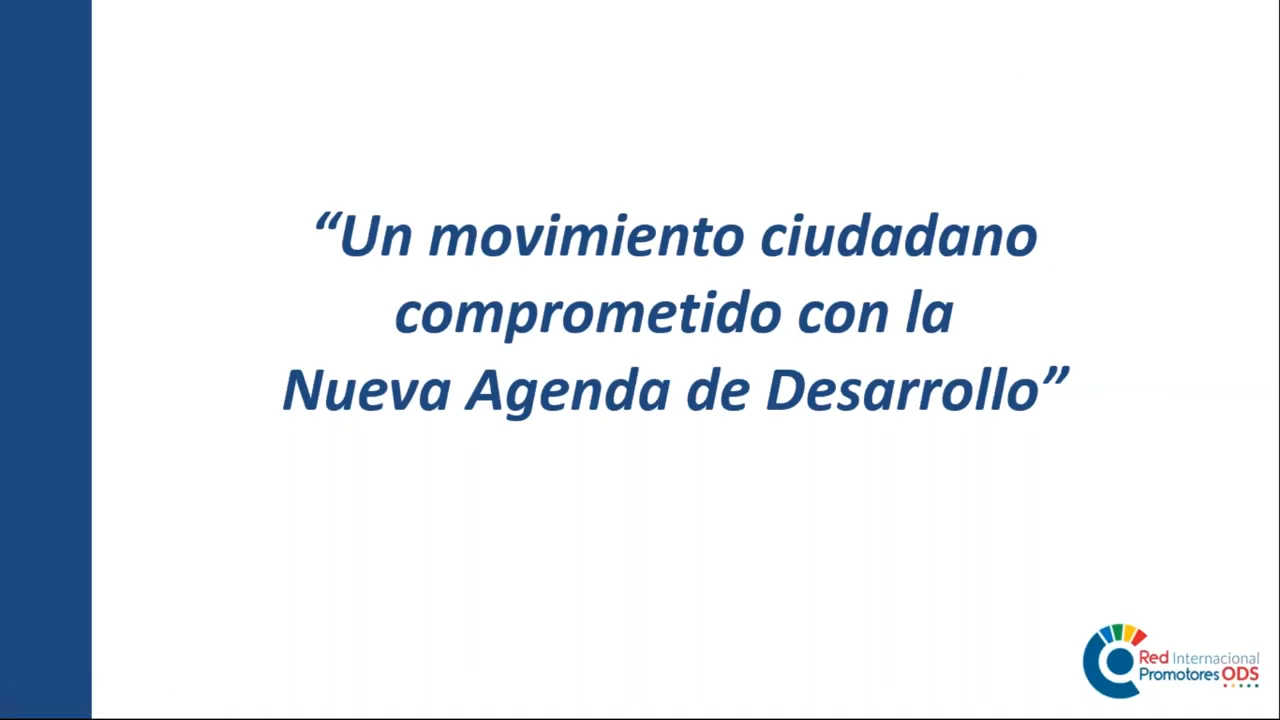 “Un movimiento ciudadano
comprometido con la
Nueva Agenda de Desarrollo”
Red Internacional
Promotores ODS